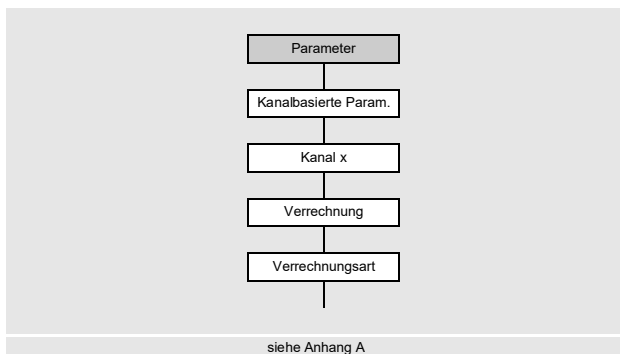 Parameter
Kanalbasierte Param.
Kanal x
Verrechnung
Verrechnungsart
siehe Anhang A